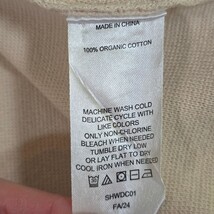 MADE IN CHINA
100% ORGANIC COTTON
MACHINE WASH COLD
DELICATE CYCLE WITH
LIKE COLORS
ONLY NON-CHLORINE
BLEACH WHEN NEEDED
TUMBLE DRY LOW OR
LAY FLAT TO DRY
COOL IRON WHEN NEEDED
SHWDC01
FA/24